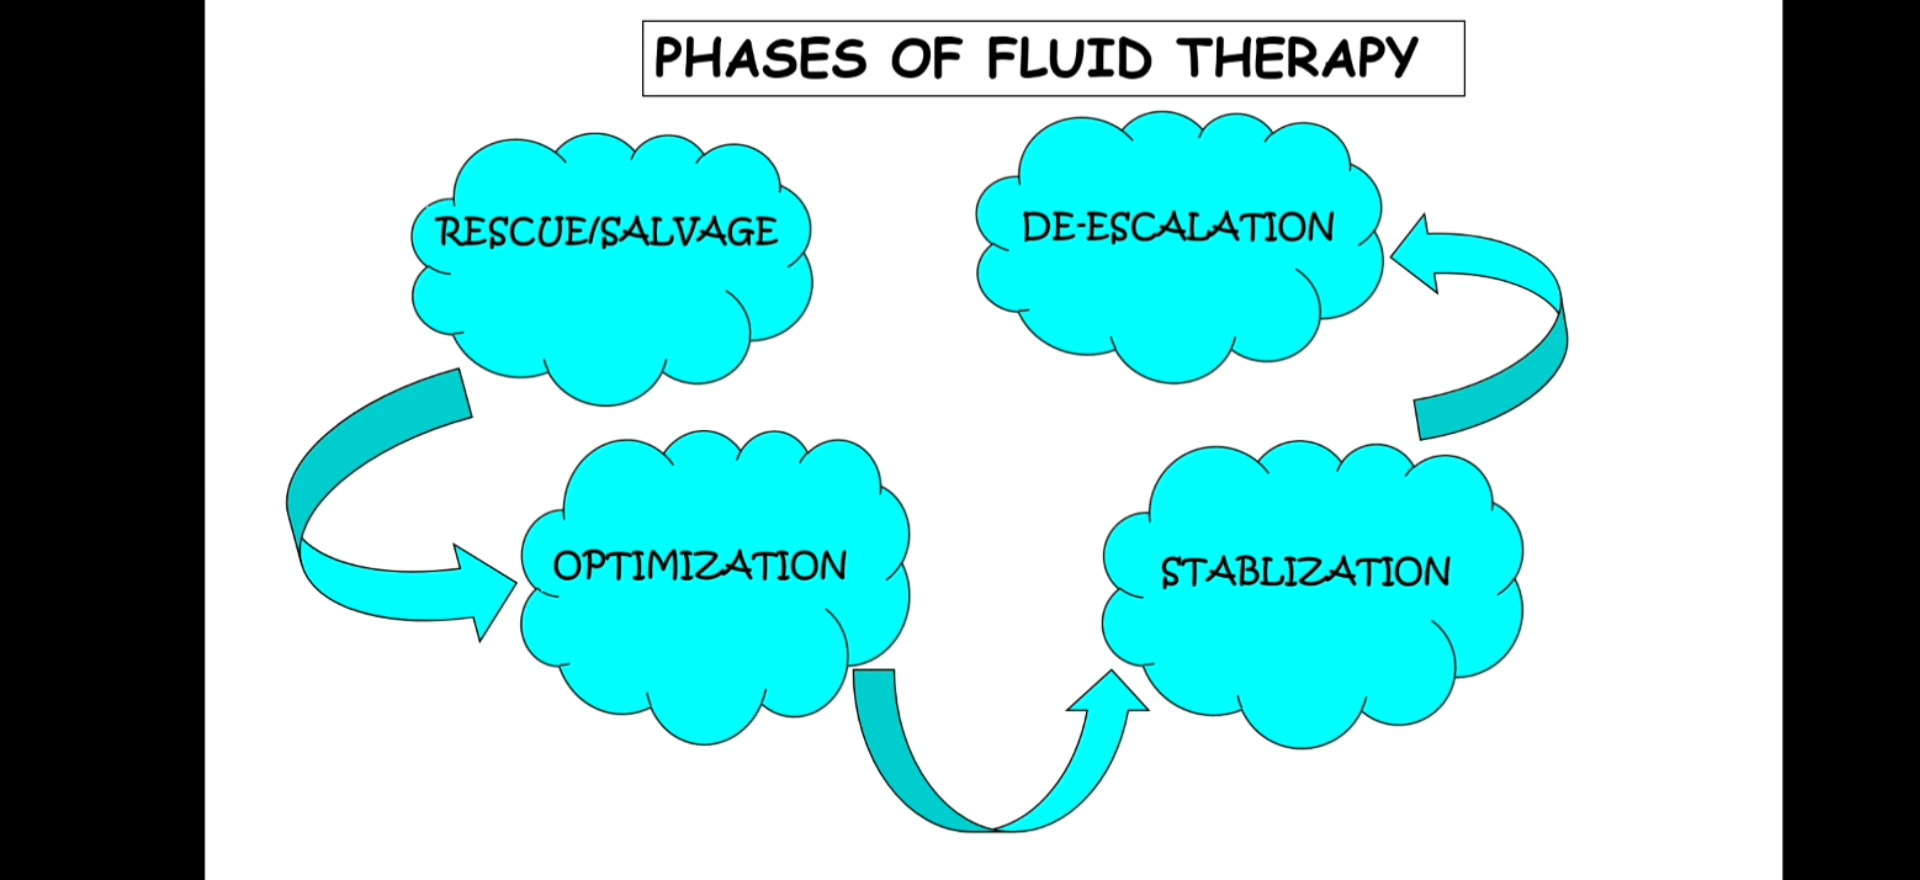 PHASES OF FLUID THERAPY
RESCUE/SALVAGE
DE-ESCALATION
OPTIMIZATION
STABLIZATION